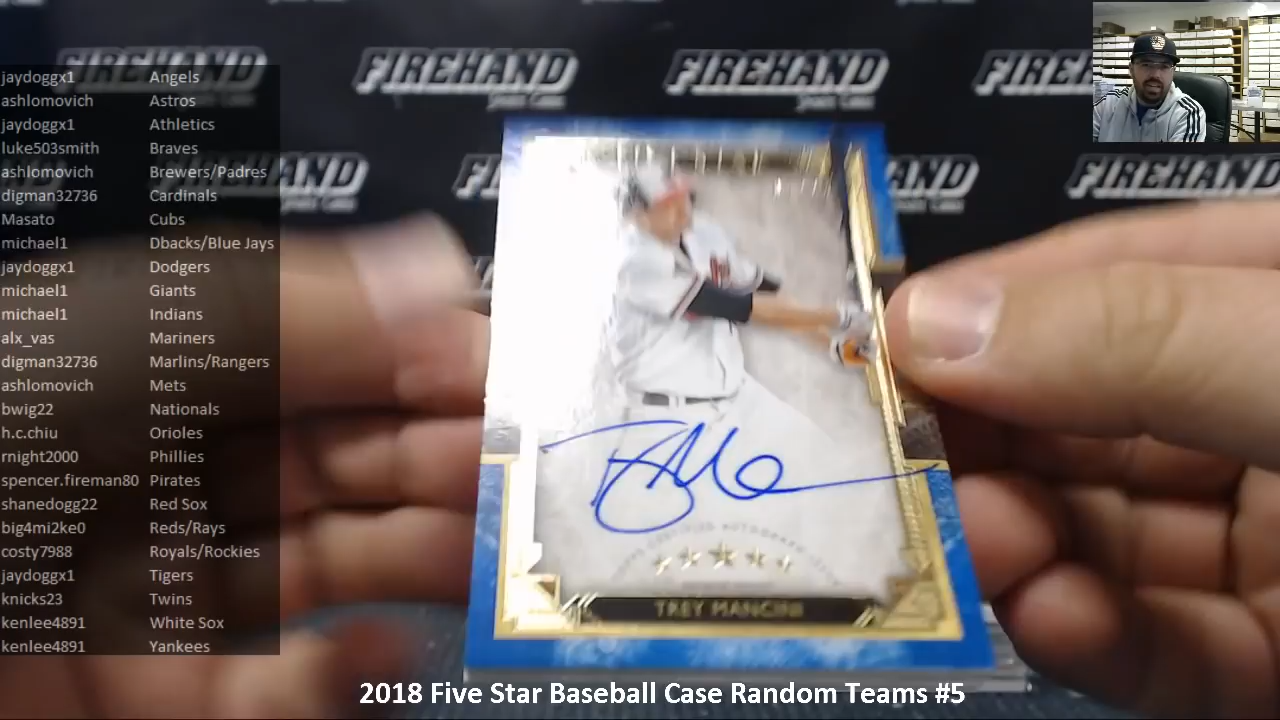 FIREHAND FIREHAND FIREHAND FIREHAND
FIREHAND FIREHAND FIREHAND
jaydoggx1 Angels
ashlomovich Astros
jaydoggx1 Athletics
luke503smith Braves
ashlomovich Brewers/Padres
digman32736 Cardinals
Masato Cubs
michael1 Dbacks/Blue Jays
jaydoggx1 Dodgers
michael1 Giants
michael1 Indians
alx_vas Mariners
digman32736 Marlins/Rangers
ashlomovich Mets
bwig22 Nationals
h.c.chiu Orioles
rnight2000 Phillies
spencer.fireman80 Pirates
shanedogg22 Red Sox
big4mi2ke0 Reds/Rays
costy7988 Royals/Rockies
jaydoggx1 Tigers
knicks23 Twins
kenlee4891 White Sox
kenlee4891 Yankees
TREY MANCINI
2018 Five Star Baseball Case Random Teams #5